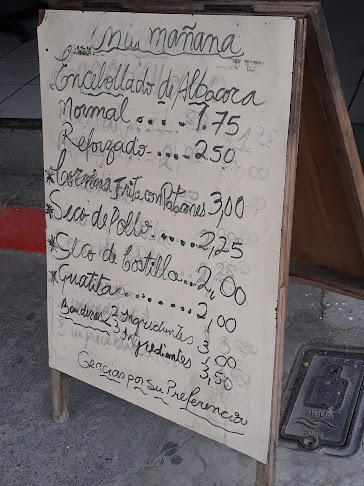 mañana
Encebollado de Albacora
Normal.... 1.75
Reforzado.... 2.50
*Corvina Frita con Patacones 3,00
*Seco de Pollo..... 2,25
*Seco de Costilla... 2,00
*Guatita....... 2,00
Bandera 2 Ingredientes 3,00
3 Ingredientes 3,50
Gracias por su Preferencia
AGUA